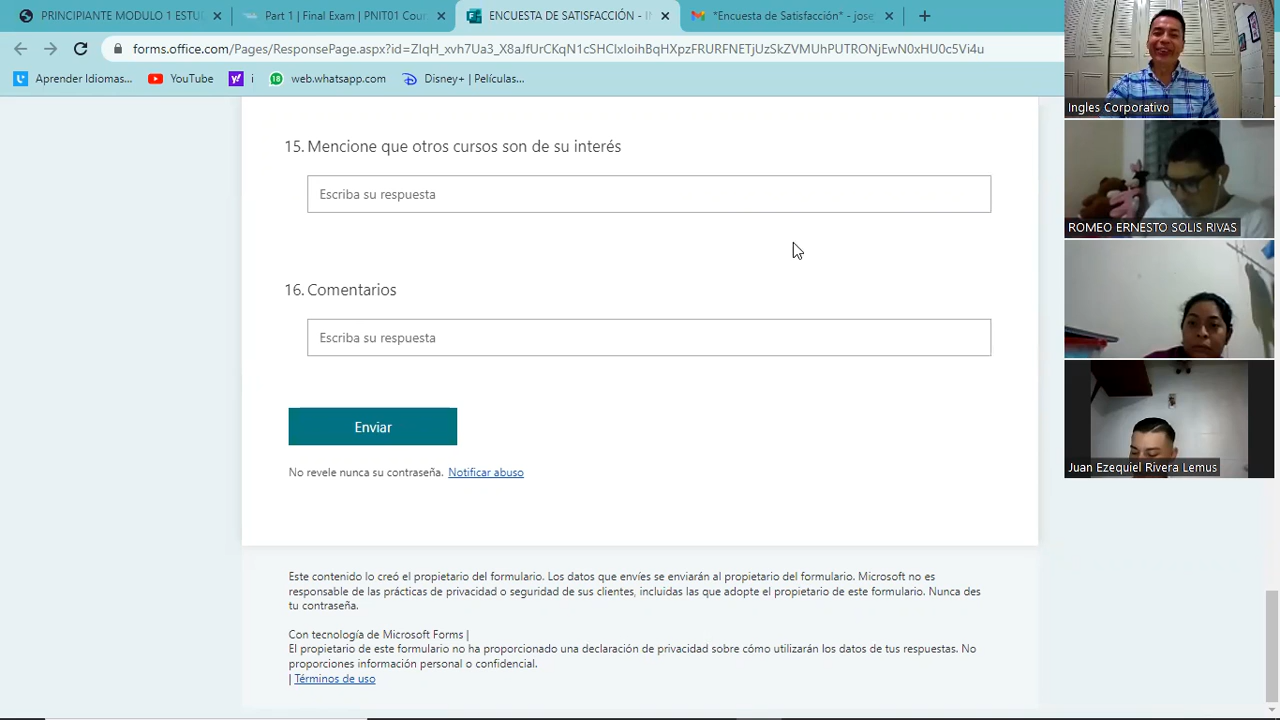 PRINCIPIANTE MODULO 1 ESTU
Part 1 | Final Exam | PNIT01 Cou
ENCUESTA DE SATISFACCIÓN - I
*Encuesta de Satisfacción" - Jose
forms.office.com/Pages/ResponsePage.aspx?id=
Aprender Idiomas...
YouTube
i
web.whatsapp.com
Disney+ | Películas...
15. Mencione que otros cursos son de su interés
Escriba su respuesta
16. Comentarios
Escriba su respuesta
Enviar
No revele nunca su contraseña. Notificar abuso
Este contenido lo creó el propietario del formulario. Los datos que envíes se enviarán al propietario del formulario. Microsoft no es
responsable de las prácticas de privacidad o seguridad de sus clientes, incluidas las que adopte el propietario de este formulario. Nunca des
tu contraseña.
Con tecnología de Microsoft Forms |
El propietario de este formulario no ha proporcionado una declaración de privacidad sobre cómo utilizarán los datos de tus respuestas. No
proporciones información personal o confidencial.
| Términos de uso
Ingles Corporativo
ROMEO ERNESTO SOLIS RIVAS
Juan Ezequiel Rivera Lemus